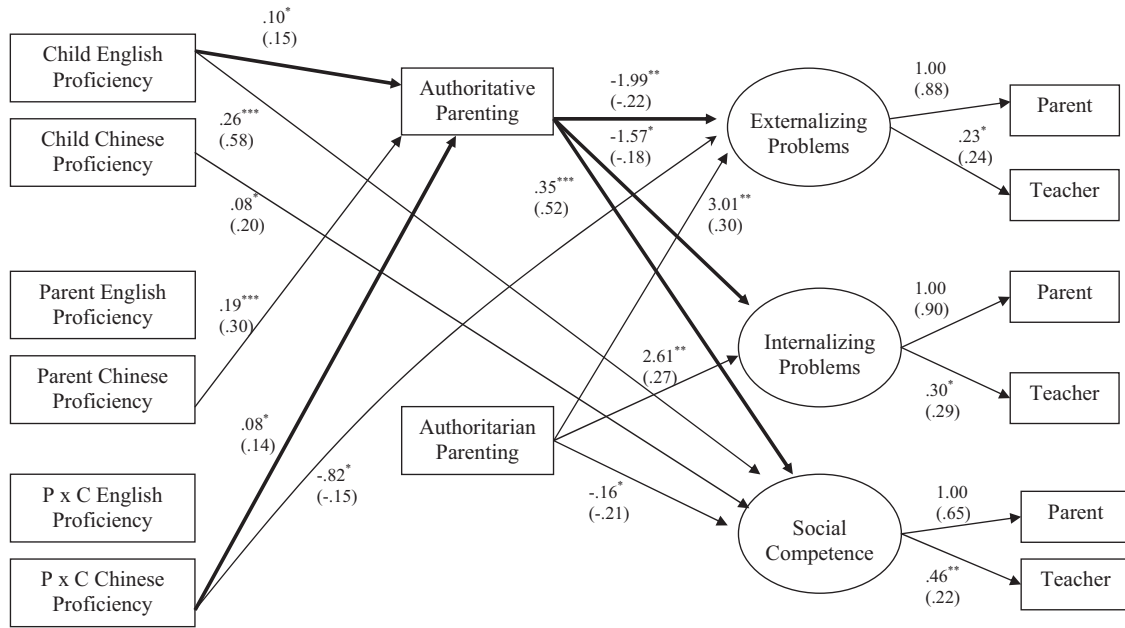 Child English
Proficiency
Child Chinese
Proficiency
Parent English
Proficiency
Parent Chinese
Proficiency
P x C English
Proficiency
P x C Chinese
Proficiency
.10*
(.15)
.26***
(.58)
.08*
(.20)
.19***
(.30)
.08*
(.14)
-.82*
(-.15)
Authoritative
Parenting
Authoritarian
Parenting
-1.99**
(-.22)
-1.57*
(-.18)
.35***
(.52)
3.01**
(.30)
2.61**
(.27)
-.16*
(-.21)
Externalizing
Problems
Internalizing
Problems
Social
Competence
1.00
(.88)
.23*
(.24)
1.00
(.90)
.30*
(.29)
1.00
(.65)
.46**
(.22)
Parent
Teacher
Parent
Teacher
Parent
Teacher